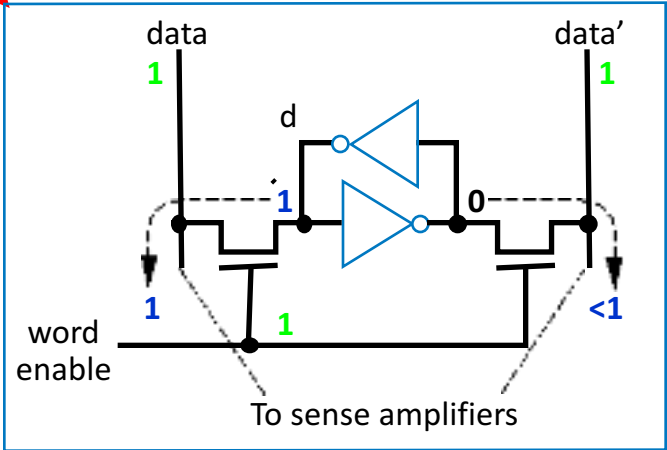 data data’
1 1
d
1 0
1 <1
1
word
enable
To sense amplifiers